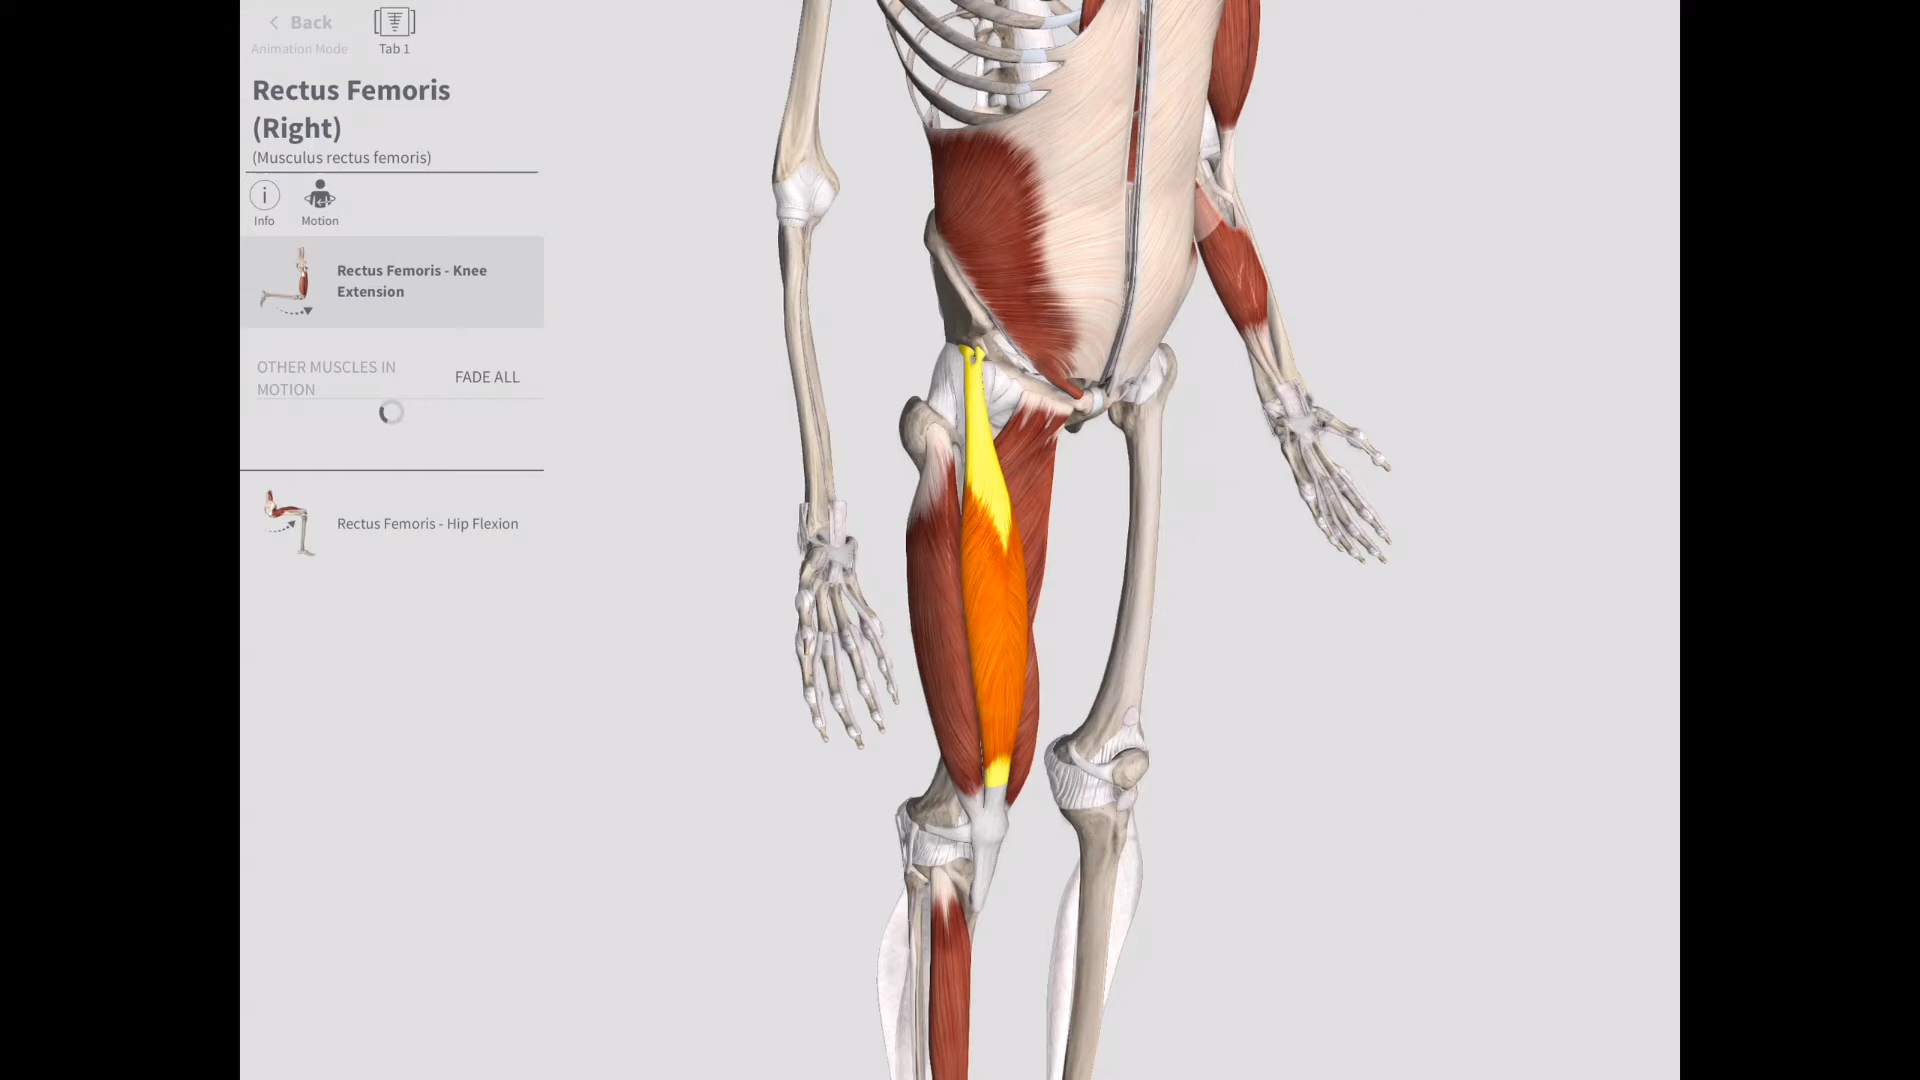 Back
Animation Mode
Tab 1
Rectus Femoris
(Right)
(Musculus rectus femoris)
i
Info
Motion
Rectus Femoris - Knee
Extension
OTHER MUSCLES IN
MOTION
FADE ALL
Rectus Femoris - Hip Flexion